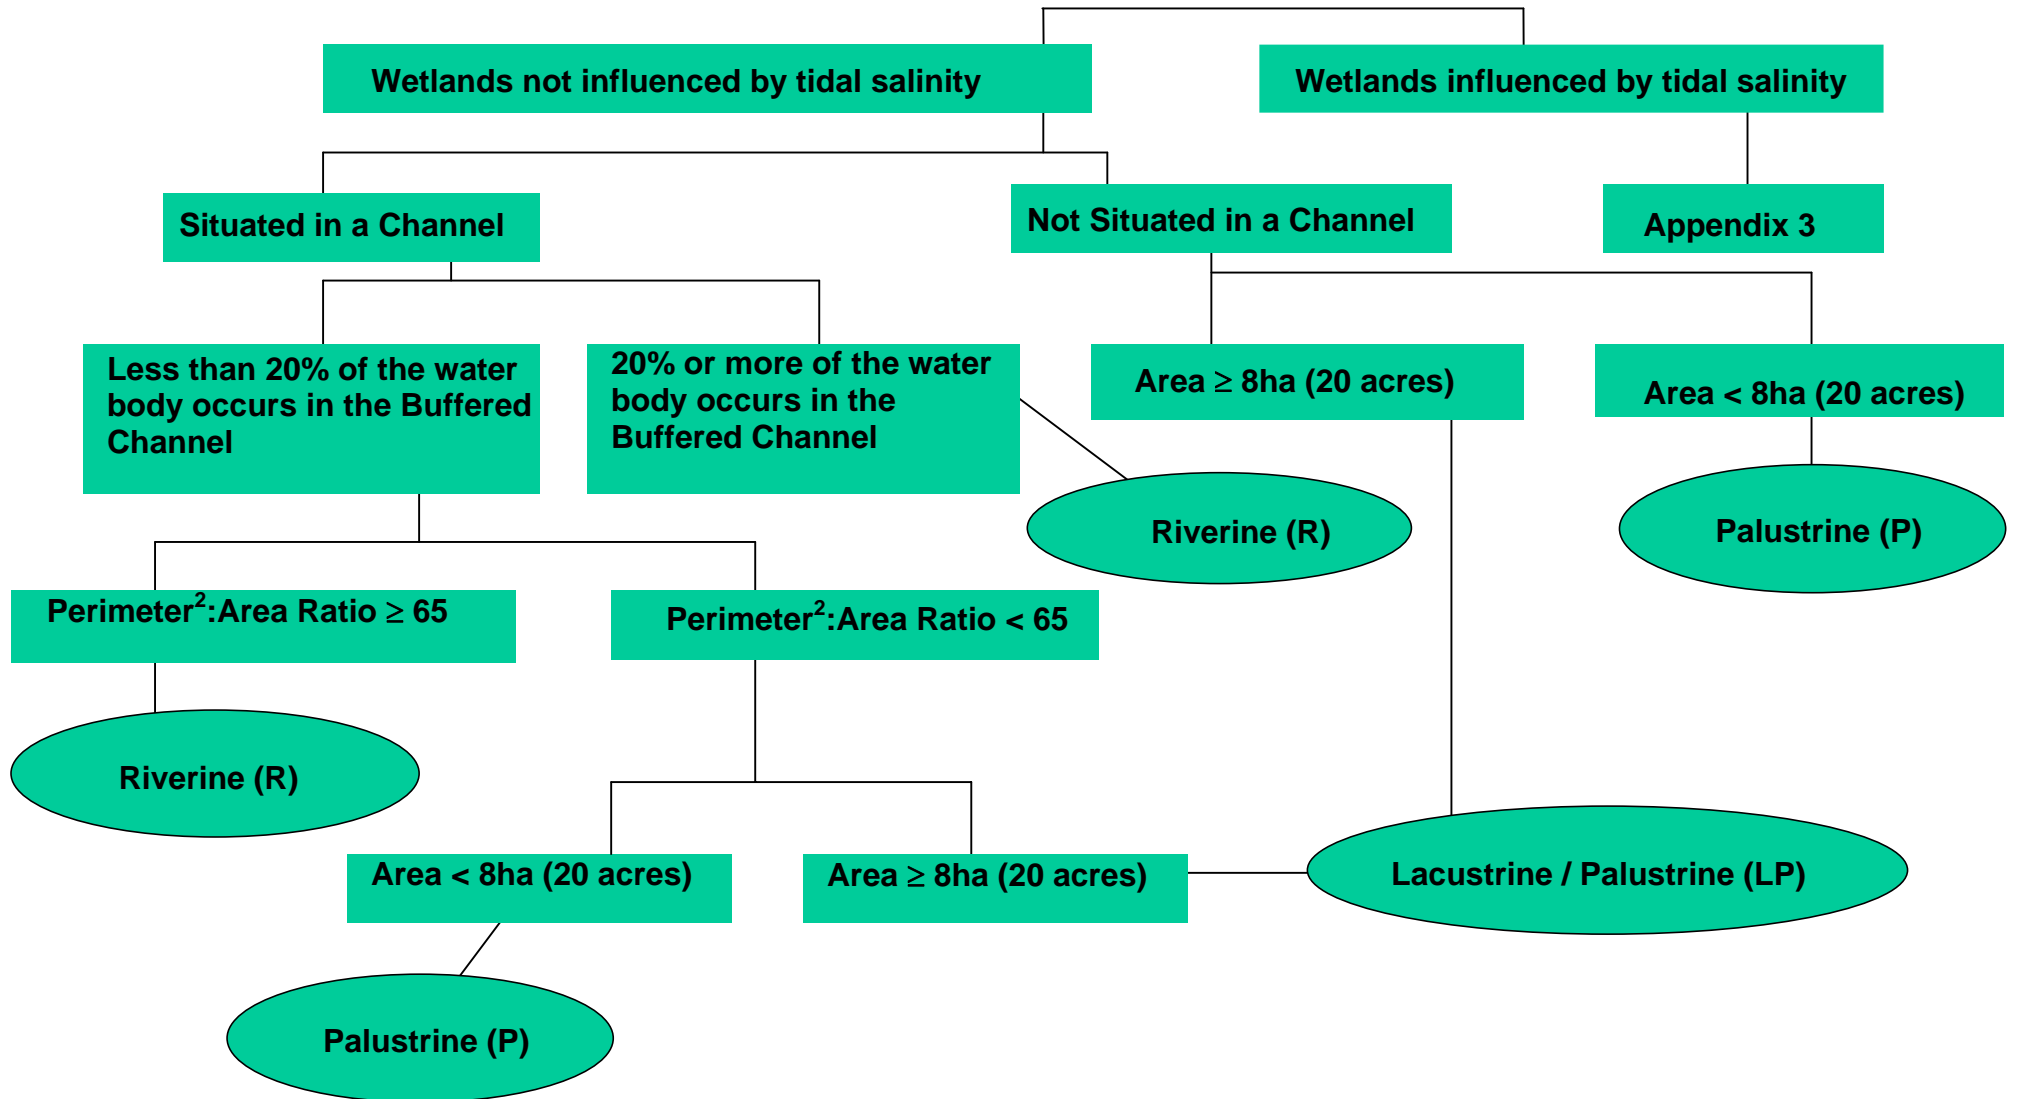 Wetlands not influenced by tidal salinity
Wetlands influenced by tidal salinity
Situated in a Channel
Not Situated in a Channel
Appendix 3
Less than 20% of the water
body occurs in the Buffered
Channel
20% or more of the water
body occurs in the
Buffered Channel
Area ≥ 8ha (20 acres)
Area < 8ha (20 acres)
Riverine (R)
Palustrine (P)
Perimeter²:Area Ratio ≥ 65
Perimeter²:Area Ratio < 65
Riverine (R)
Area < 8ha (20 acres)
Area ≥ 8ha (20 acres)
Lacustrine / Palustrine (LP)
Palustrine (P)